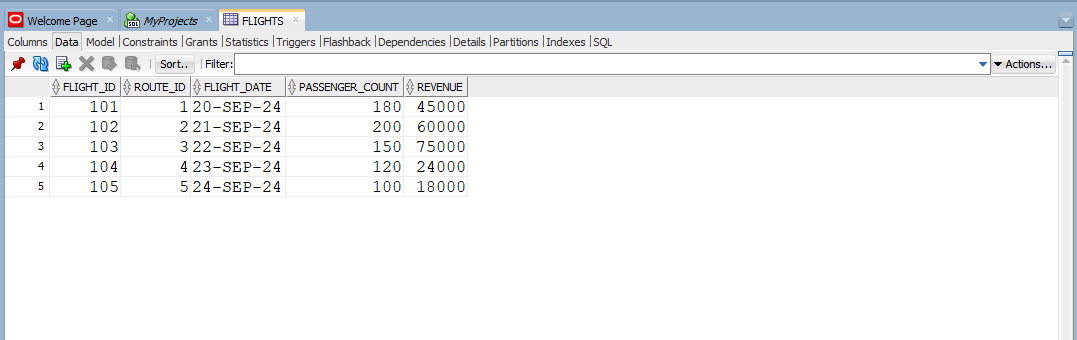 Welcome Page MyProjects FLIGHTS
Columns Data Model Constraints Grants Statistics Triggers Flashback Dependencies Details Partitions Indexes SQL
Sort.. Filter: Actions...
FLIGHT_ID ROUTE_ID FLIGHT_DATE PASSENGER_COUNT REVENUE
1 101 1 20-SEP-24 180 45000
2 102 2 21-SEP-24 200 60000
3 103 3 22-SEP-24 150 75000
4 104 4 23-SEP-24 120 24000
5 105 5 24-SEP-24 100 18000